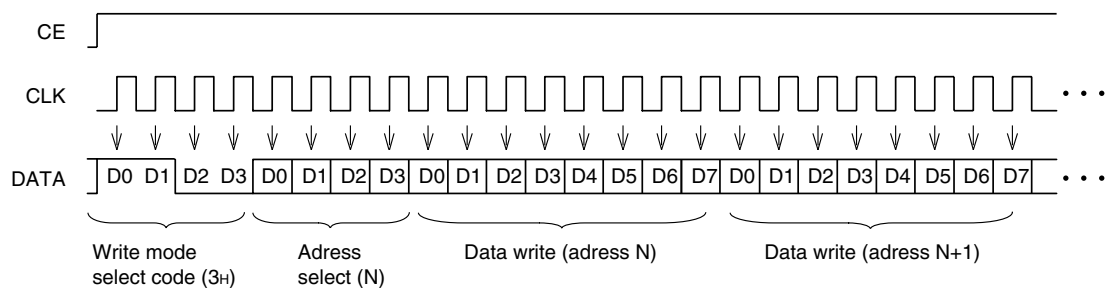 CE
CLK
• • •
DATA
D0 D1 D2 D3 D0 D1 D2 D3 D0 D1 D2 D3 D4 D5 D6 D7 D0 D1 D2 D3 D4 D5 D6 D7
• • •
Write mode
select code (3H)
Adress
select (N)
Data write (adress N)
Data write (adress N+1)